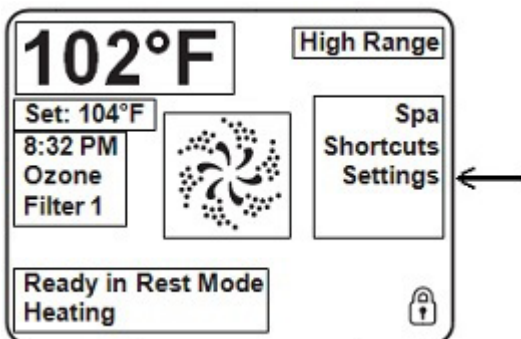 102°F
High Range
Set: 104°F
8:32 PM
Ozone
Filter 1
Spa
Shortcuts
Settings
Ready in Rest Mode
Heating